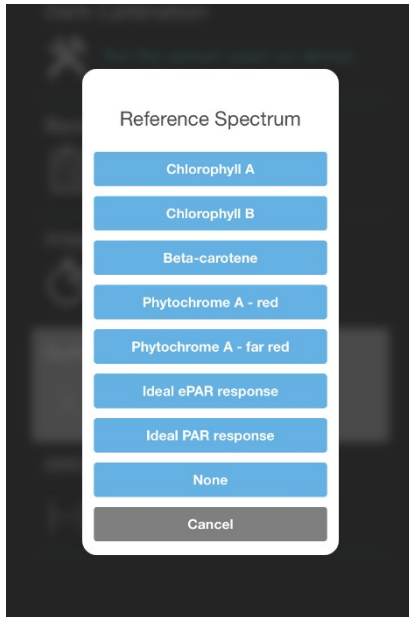 Reference Spectrum
Chlorophyll A
Chlorophyll B
Beta-carotene
Phytochrome A - red
Phytochrome A - far red
Ideal ePAR response
Ideal PAR response
None
Cancel